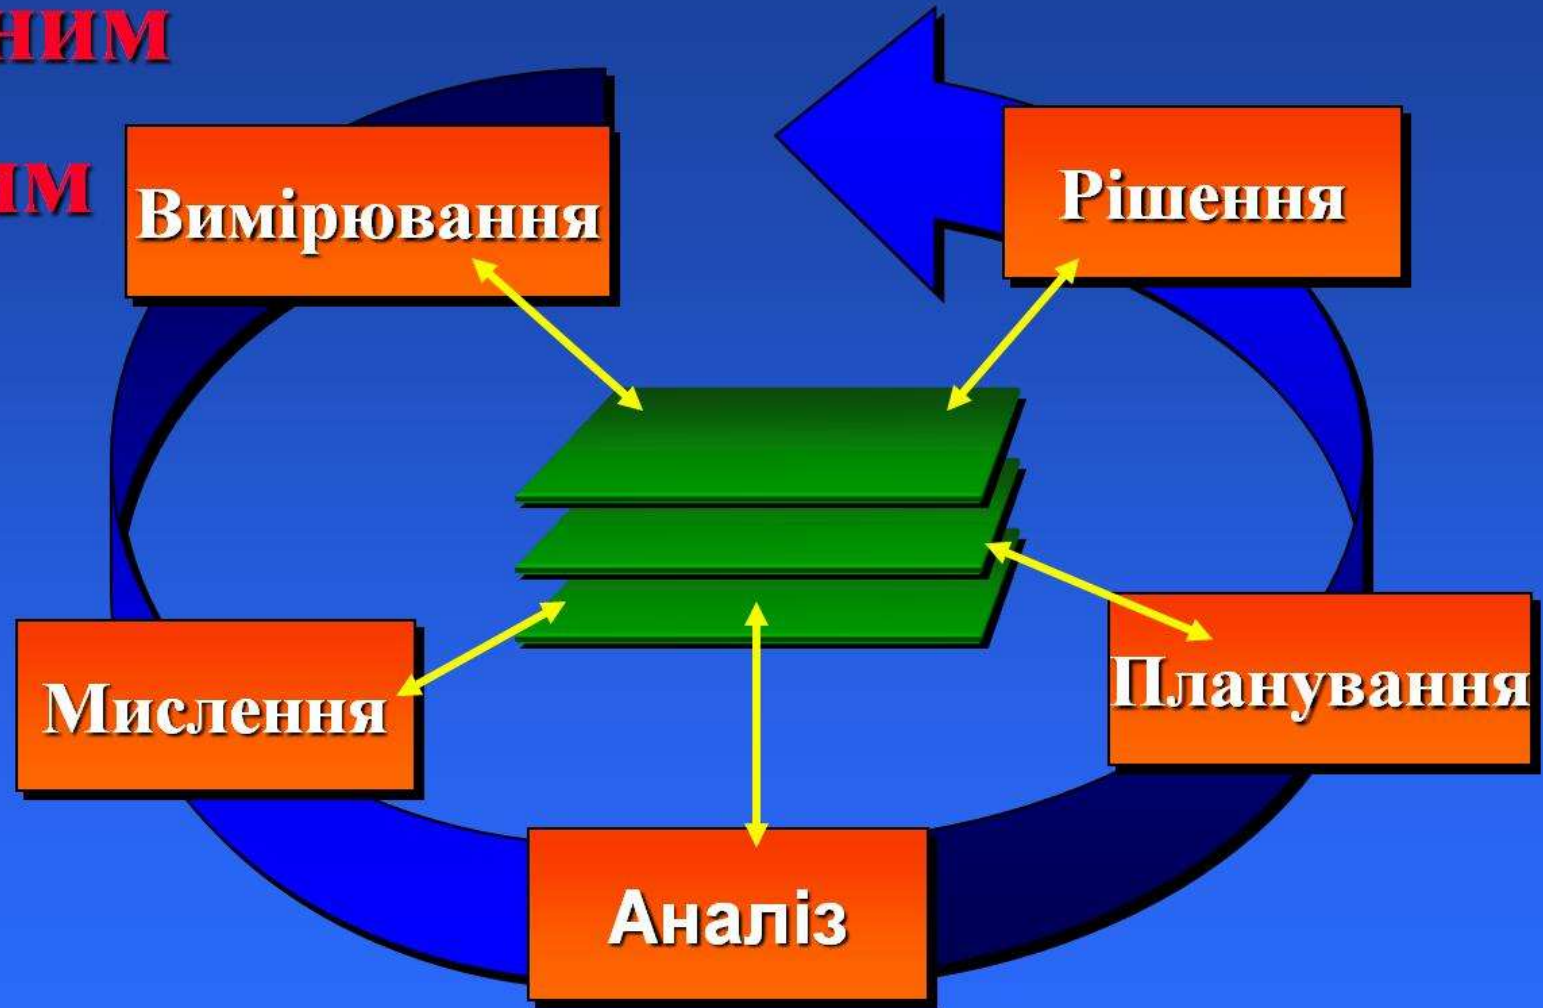 ним
им
Вимірювання
Рішення
Мислення
Планування
Аналіз